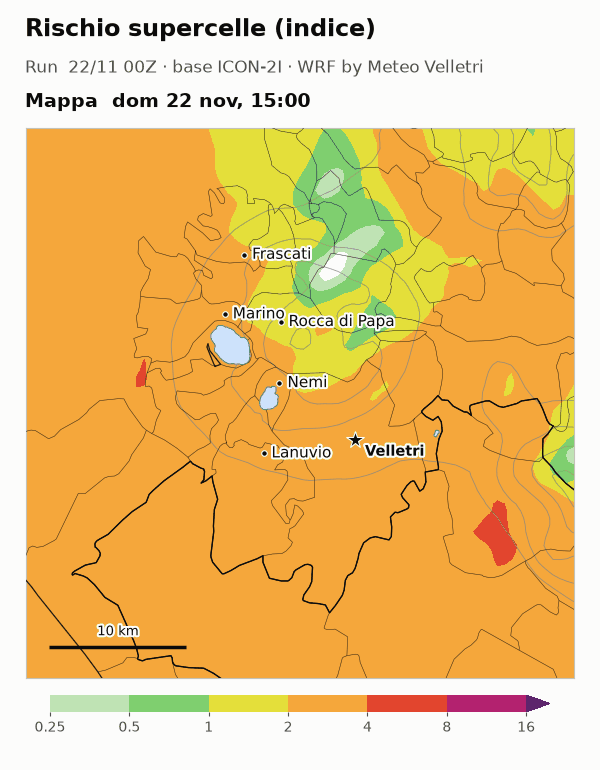 Rischio supercelle (indice)
Run  22/11 00Z · base ICON-2I · WRF by Meteo Velletri
Mappa  dom 22 nov, 15:00
Frascati
Marino
Rocca di Papa
Nemi
Velletri
Lanuvio
10 km
0.25 0.5 1 2 4 8 16